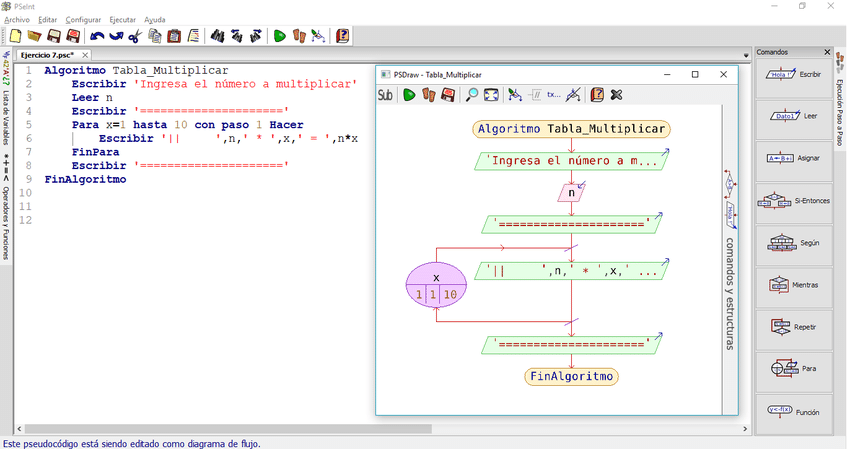 PSeInt
Archivo Editar Configurar Ejecutar Ayuda
Ejercicio 7.psc*
1 Algoritmo Tabla_Multiplicar
2 Escribir 'Ingresa el número a multiplicar'
3 Leer n
4 Escribir '====================='
5 Para x=1 hasta 10 con paso 1 Hacer
6 Escribir '|| ',n,' * ',x,' = ',n*x
7 FinPara
8 Escribir '====================='
9 FinAlgoritmo
10
11
12
Lista de Variables
Operadores y Funciones
PSDraw - Tabla_Multiplicar
Sub
tx...
Algoritmo Tabla_Multiplicar
'Ingresa el número a m...
n
'====================='
'|| ',n,' * ',x,' ...
x
1 1 10
'====================='
FinAlgoritmo
comandos y estructuras
Comandos
'Hola !' Escribir
Dato1 Leer
A←B+i Asignar
Si-Entonces
Según
Mientras
Repetir
Para
y<-f(x) Función
Ejecución Paso a Paso
Este pseudocódigo está siendo editado como diagrama de flujo.